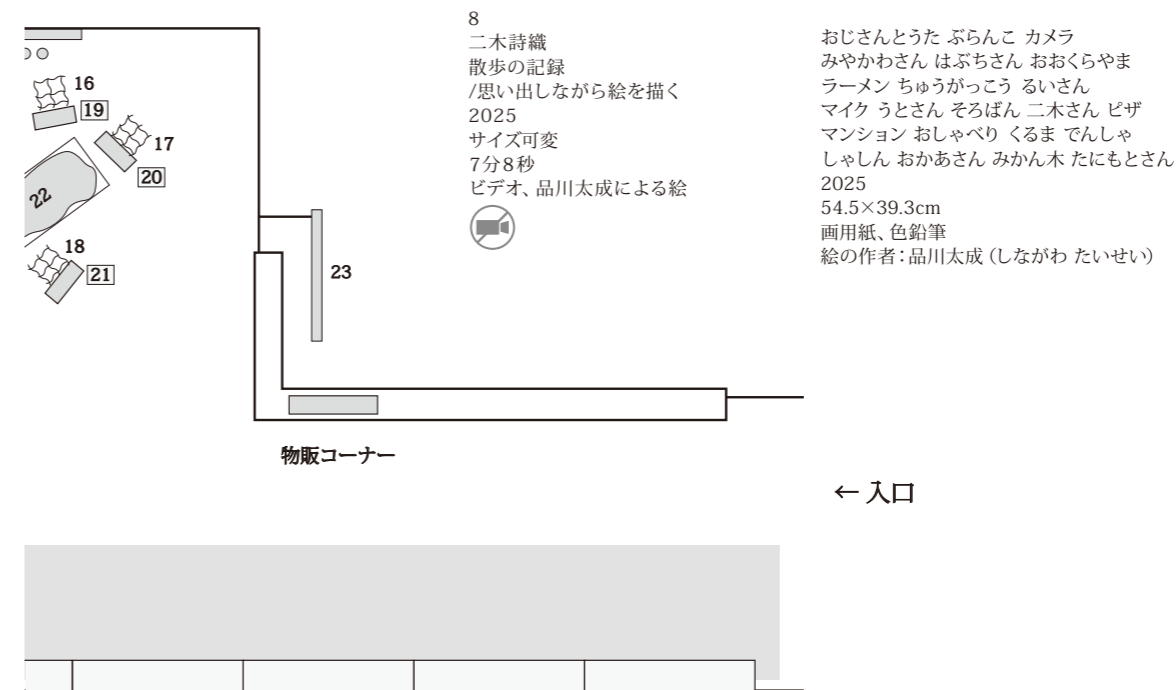 16
19
17
20
22
18
21
23
物販コーナー
← 入口
8
二木詩織
散歩の記録
/思い出しながら絵を描く
2025
サイズ可変
7分8秒
ビデオ、品川太成による絵
おじさんとうた ぶらんこ カメラ
みやかわさん はぶちさん おおくらやま
ラーメン ちゅうがっこう るいさん
マイク うとさん そろばん 二木さん ピザ
マンション おしゃべり くるま でんしゃ
しゃしん おかあさん みかん木 たにもとさん
2025
54.5×39.3cm
画用紙、色鉛筆
絵の作者：品川太成（しながわ たいせい）